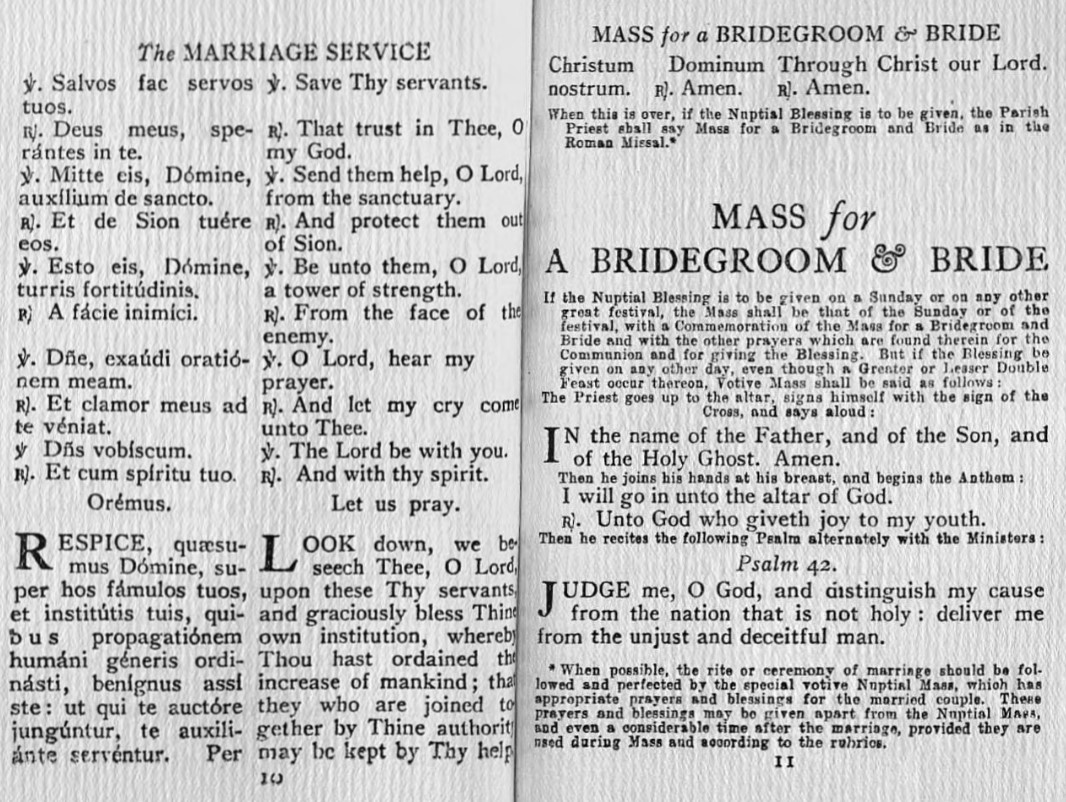 The MARRIAGE SERVICE
℣. Salvos fac servos
tuos.
℟. Deus meus, spe-
rántes in te.
℣. Mitte eis, Dómine,
auxílium de sancto.
℟. Et de Sion tuére
eos.
℣. Esto eis, Dómine,
turris fortitúdinis.
℟ A fácie inimíci.
℣. Dñe, exaúdi oratió-
nem meam.
℟. Et clamor meus ad
te véniat.
℣ Dñs vobíscum.
℟. Et cum spíritu tuo.
Orémus.
RESPICE, quæsu-
mus Dómine, su-
per hos fámulos tuos,
et institútis tuis, qui-
bus propagatiónem
humáni géneris ordi-
násti, benígnus assí
ste: ut qui te auctóre
jungúntur, te auxili-
ánte servéntur. Per
℣. Save Thy servants.
℟. That trust in Thee, O
my God.
℣. Send them help, O Lord,
from the sanctuary.
℟. And protect them out
of Sion.
℣. Be unto them, O Lord,
a tower of strength.
℟. From the face of the
enemy.
℣. O Lord, hear my
prayer.
℟. And let my cry come
unto Thee.
℣. The Lord be with you.
℟. And with thy spirit.
Let us pray.
LOOK down, we be-
seech Thee, O Lord,
upon these Thy servants,
and graciously bless Thine
own institution, whereby
Thou hast ordained the
increase of mankind; that
they who are joined to
gether by Thine authority
may be kept by Thy help
10
MASS for a BRIDEGROOM & BRIDE
Christum Dominum
nostrum. ℟. Amen.
Through Christ our Lord.
℟. Amen.
When this is over, if the Nuptial Blessing is to be given, the Parish
Priest shall say Mass for a Bridegroom and Bride as in the
Roman Missal.*
MASS for
A BRIDEGROOM & BRIDE
If the Nuptial Blessing is to be given on a Sunday or on any other
great festival, the Mass shall be that of the Sunday or of the
festival, with a Commemoration of the Mass for a Bridegroom and
Bride and with the other prayers which are found therein for the
Communion and for giving the Blessing. But if the Blessing be
given on any other day, even though a Greater or Lesser Double
Feast occur thereon, Votive Mass shall be said as follows:
The Priest goes up to the altar, signs himself with the sign of the
Cross, and says aloud:
IN the name of the Father, and of the Son, and
of the Holy Ghost. Amen.
Then he joins his hands at his breast, and begins the Anthem:
I will go in unto the altar of God.
℟. Unto God who giveth joy to my youth.
Then he recites the following Psalm alternately with the Ministers:
Psalm 42.
JUDGE me, O God, and distinguish my cause
from the nation that is not holy: deliver me
from the unjust and deceitful man.
* When possible, the rite or ceremony of marriage should be fol-
lowed and perfected by the special votive Nuptial Mass, which has
appropriate prayers and blessings for the married couple. These
prayers and blessings may be given apart from the Nuptial Mass,
and even a considerable time after the marriage, provided they are
used during Mass and according to the rubrics.
11